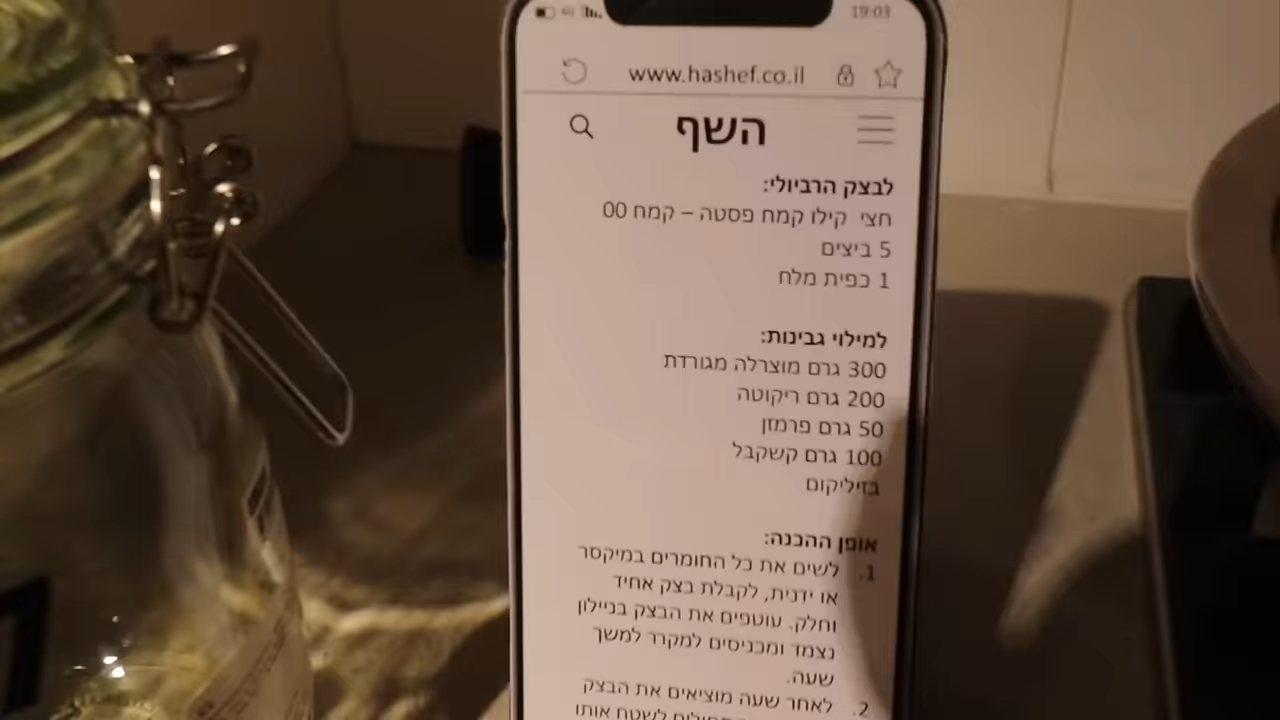 4G 19:03
www.hashef.co.il
השף
לבצק הרביולי:
חצי קילו קמח פסטה – קמח 00
5 ביצים
1 כפית מלח
למילוי גבינות:
300 גרם מוצרלה מגורדת
200 גרם ריקוטה
50 גרם פרמזן
100 גרם קשקבל
בזיליקום
אופן ההכנה:
1. לשים את כל החומרים במיקסר
או ידנית, לקבלת בצק אחיד
וחלק. עוטפים את הבצק בניילון
נצמד ומכניסים למקרר למשך
שעה.
2. לאחר שעה מוציאים את הבצק
לשטח אותו